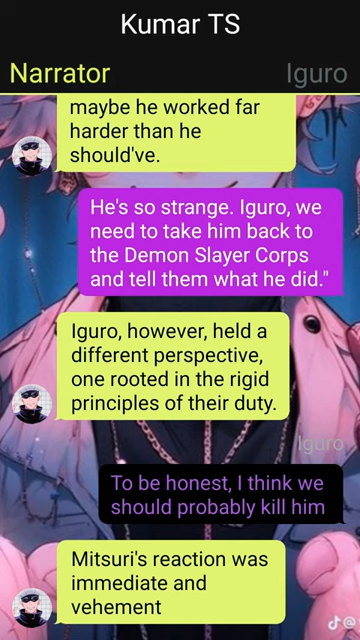 Kumar TS
Narrator
Iguro
maybe he worked far
harder than he
should've.
He's so strange. Iguro, we
need to take him back to
the Demon Slayer Corps
and tell them what he did."
Iguro, however, held a
different perspective,
one rooted in the rigid
principles of their duty.
Iguro
To be honest, I think we
should probably kill him
Mitsuri's reaction was
immediate and
vehement
@